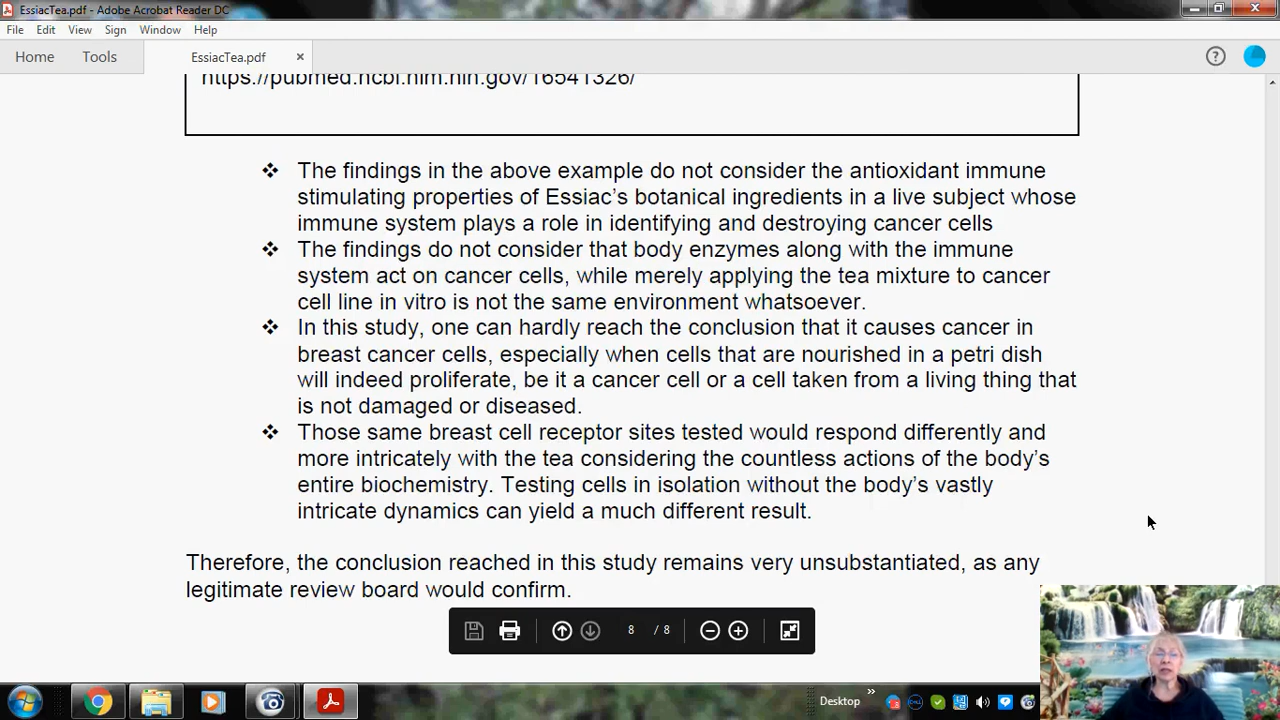 EssiacTea.pdf - Adobe Acrobat Reader DC
File Edit View Sign Window Help
Home Tools EssiacTea.pdf
https://pubmed.ncbi.nlm.nih.gov/16541326/
❖ The findings in the above example do not consider the antioxidant immune
stimulating properties of Essiac’s botanical ingredients in a live subject whose
immune system plays a role in identifying and destroying cancer cells
❖ The findings do not consider that body enzymes along with the immune
system act on cancer cells, while merely applying the tea mixture to cancer
cell line in vitro is not the same environment whatsoever.
❖ In this study, one can hardly reach the conclusion that it causes cancer in
breast cancer cells, especially when cells that are nourished in a petri dish
will indeed proliferate, be it a cancer cell or a cell taken from a living thing that
is not damaged or diseased.
❖ Those same breast cell receptor sites tested would respond differently and
more intricately with the tea considering the countless actions of the body’s
entire biochemistry. Testing cells in isolation without the body’s vastly
intricate dynamics can yield a much different result.
Therefore, the conclusion reached in this study remains very unsubstantiated, as any
legitimate review board would confirm.
8 / 8
Desktop